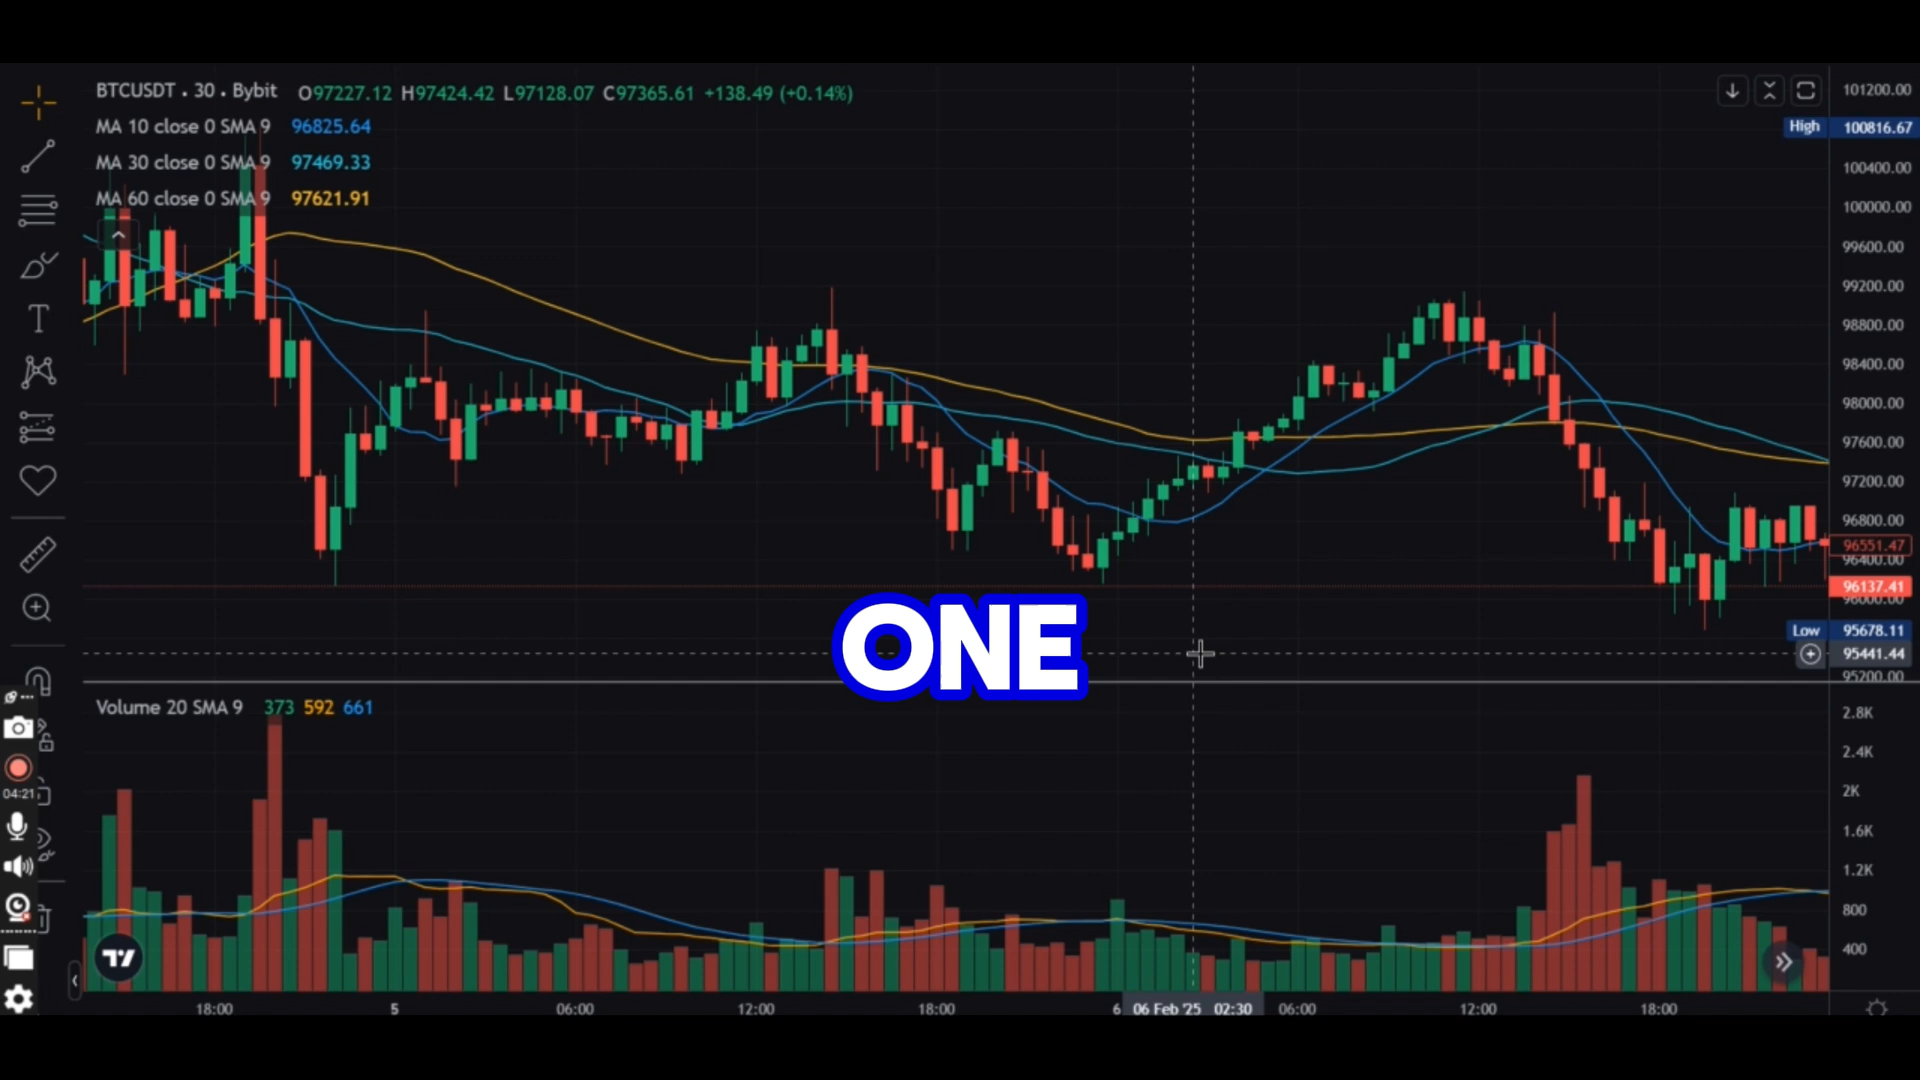 BTCUSDT • 30 • Bybit O97227.12 H97424.42 L97128.07 C97365.61 +138.49 (+0.14%)
MA 10 close 0 SMA 9 96825.64
MA 30 close 0 SMA 9 97469.33
MA 60 close 0 SMA 9 97621.91
101200.00
High 100816.67
100400.00
100000.00
99600.00
99200.00
98800.00
98400.00
98000.00
97600.00
97200.00
96800.00
96551.47
96400.00
96137.41
96000.00
Low 95678.11
95441.44
95200.00
ONE
Volume 20 SMA 9 373 592 661
2.8K
2.4K
2K
1.6K
1.2K
800
400
04:21
18:00 5 06:00 12:00 18:00 6 06 Feb '25 02:30 06:00 12:00 18:00